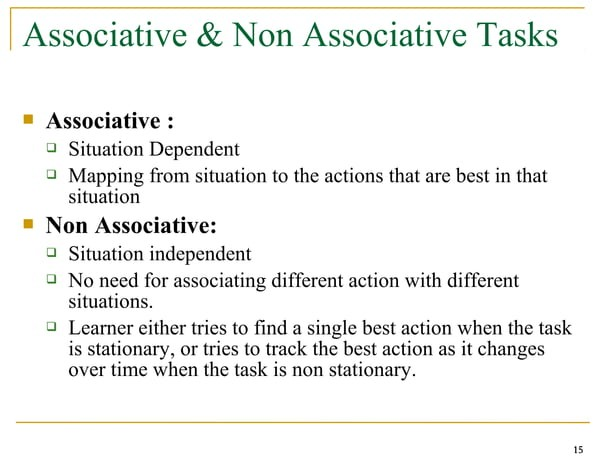 Associative & Non Associative Tasks
Associative :
Situation Dependent
Mapping from situation to the actions that are best in that
situation
Non Associative:
Situation independent
No need for associating different action with different
situations.
Learner either tries to find a single best action when the task
is stationary, or tries to track the best action as it changes
over time when the task is non stationary.
15